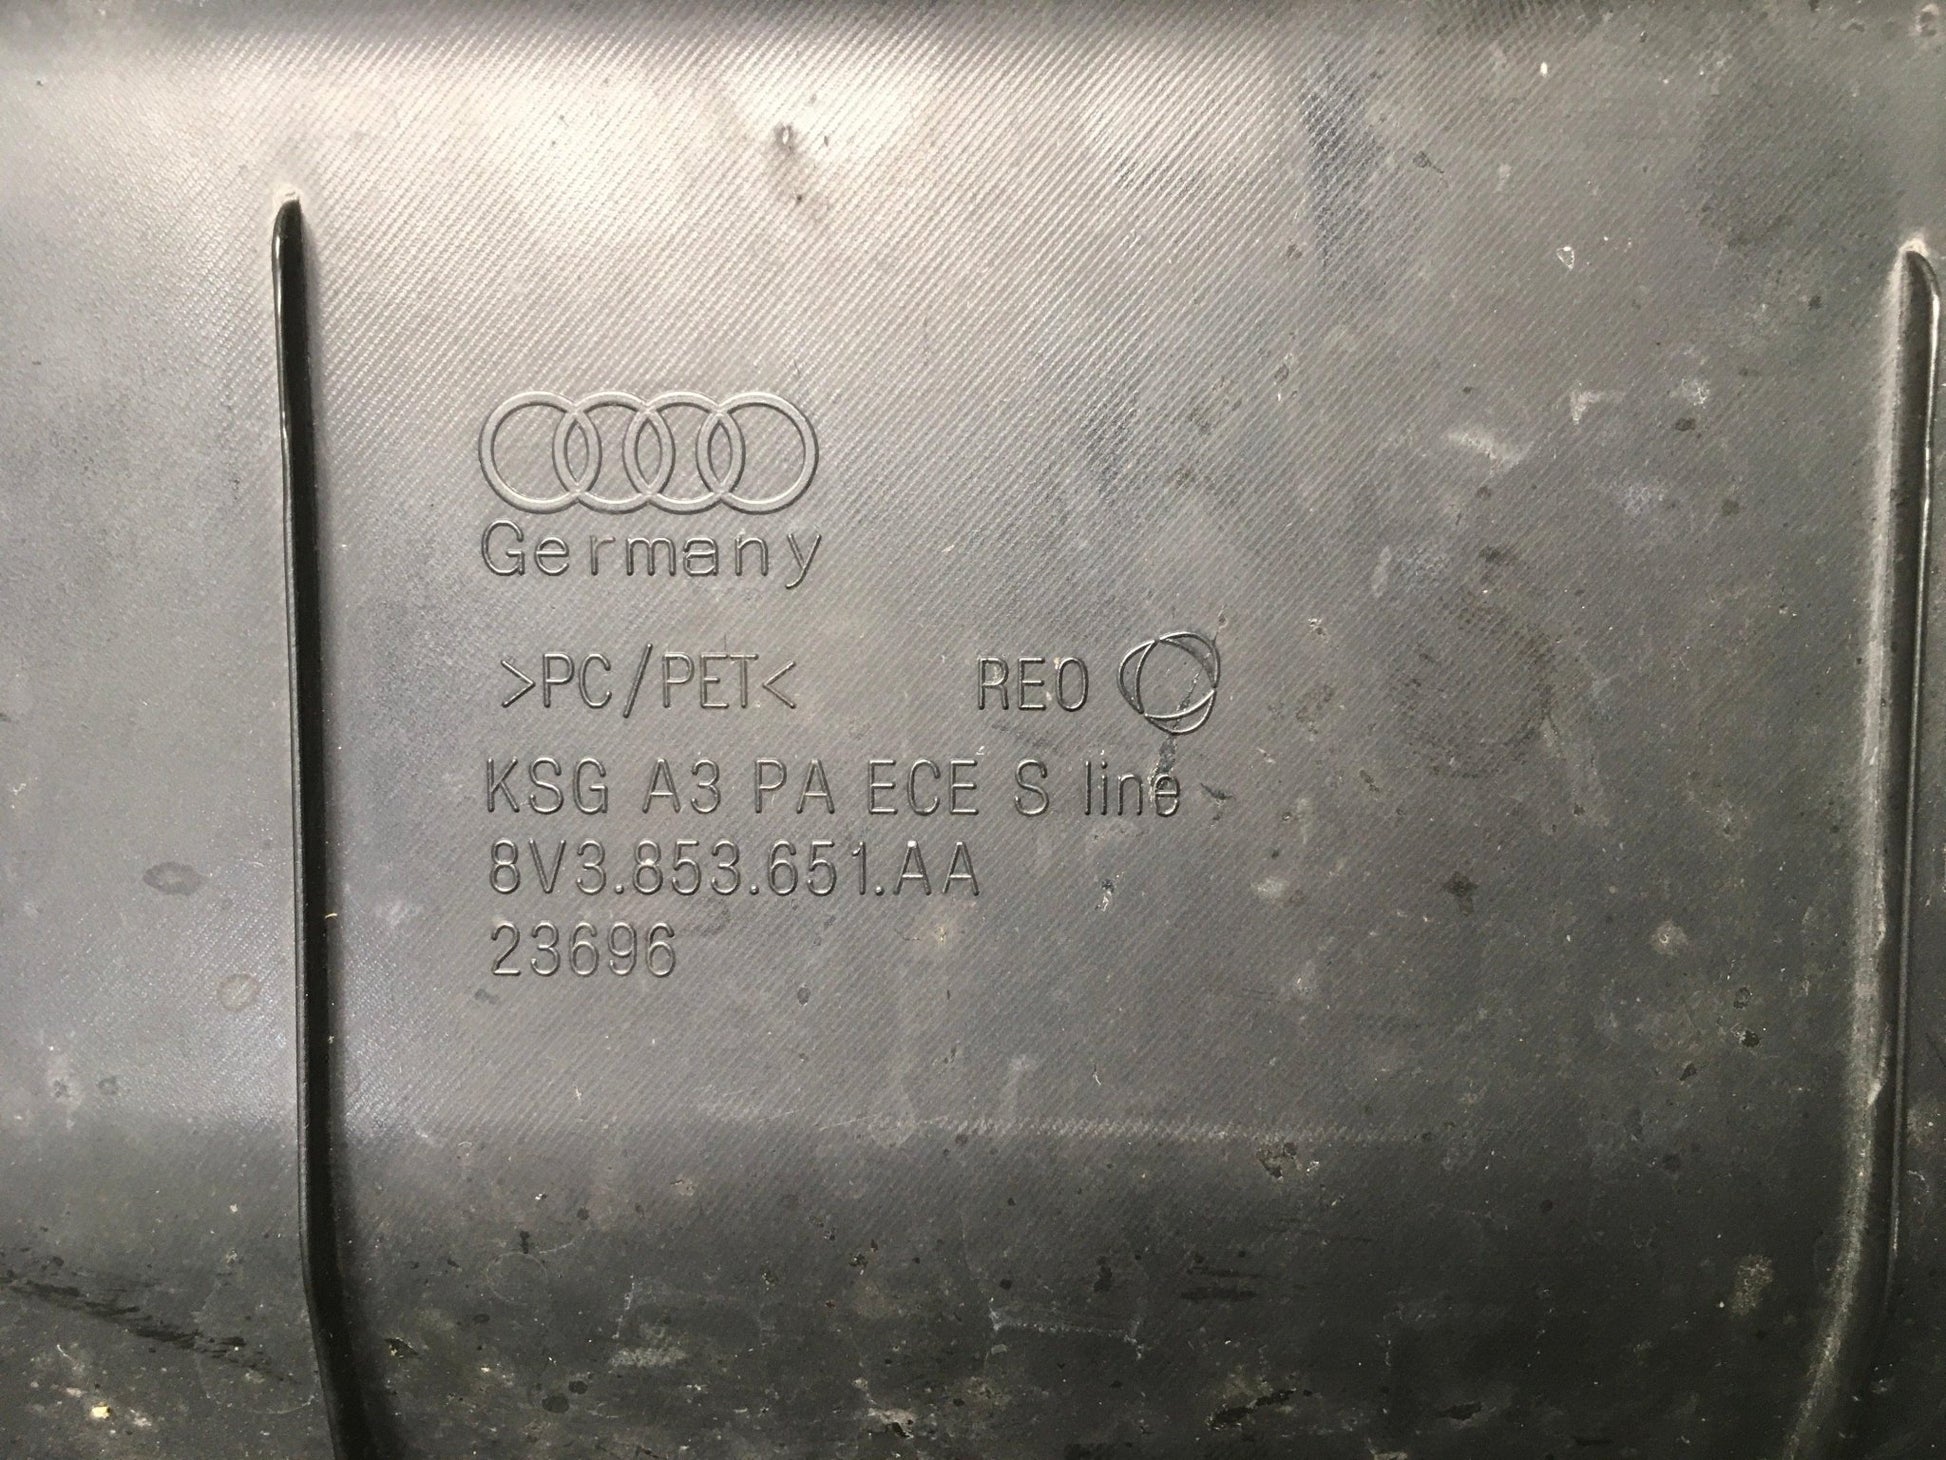 Germany
>PC/PET< REO
KSG A3 PA ECE S line
8V3.853.651.AA
23696